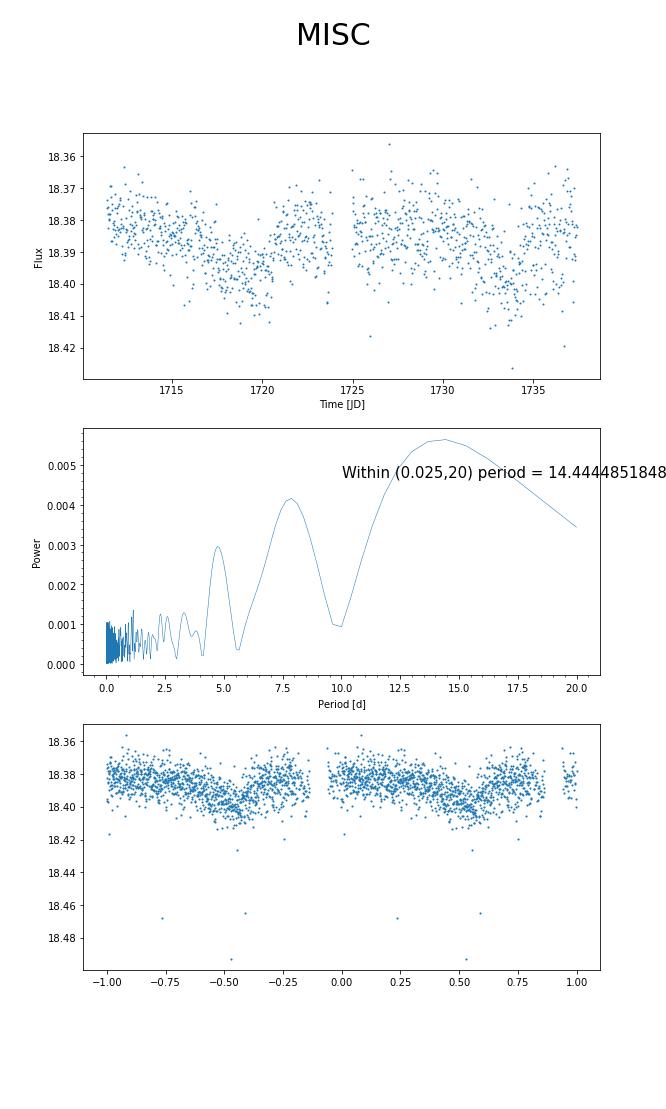 MISC
18.36
18.37
18.38
18.39
18.40
18.41
18.42
Flux
1715 1720 1725 1730 1735
Time [JD]
0.005
0.004
0.003
0.002
0.001
0.000
Power
Within (0.025,20) period = 14.4444851848
0.0 2.5 5.0 7.5 10.0 12.5 15.0 17.5 20.0
Period [d]
18.36
18.38
18.40
18.42
18.44
18.46
18.48
−1.00 −0.75 −0.50 −0.25 0.00 0.25 0.50 0.75 1.00